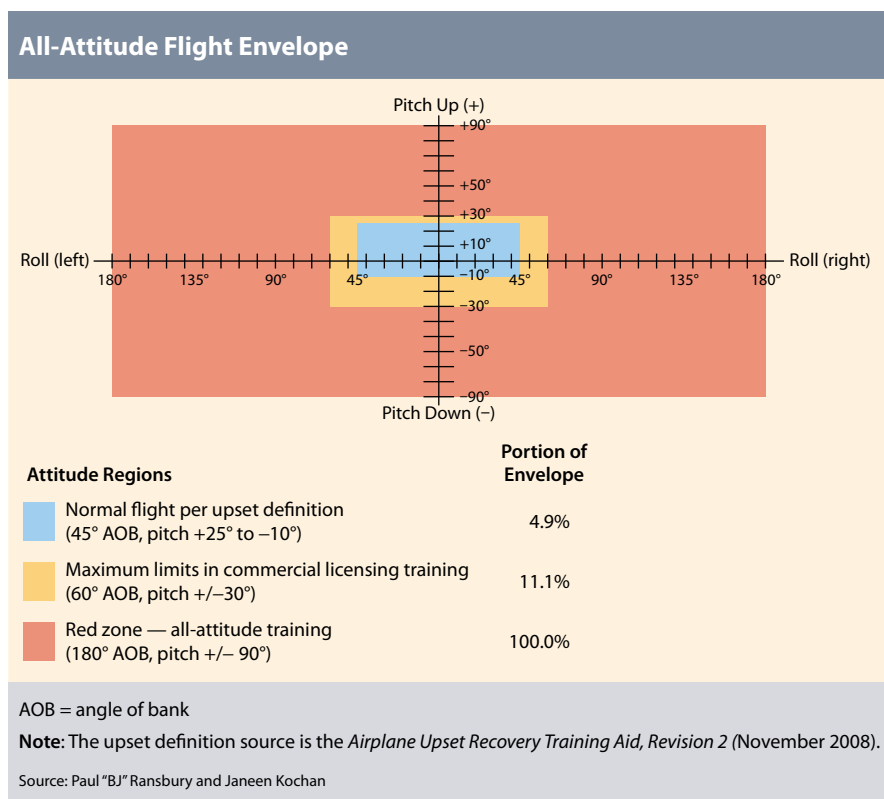 All-Attitude Flight Envelope
Pitch Up (+)
+90°
+50°
+30°
+10°
Roll (left)
Roll (right)
180°
135°
90°
45°
−10°
45°
90°
135°
180°
−30°
−50°
−90°
Pitch Down (−)
Portion of
Attitude Regions Envelope
Normal flight per upset definition
(45° AOB, pitch +25° to −10°)
4.9%
Maximum limits in commercial licensing training
(60° AOB, pitch +/−30°)
11.1%
Red zone — all-attitude training
(180° AOB, pitch +/− 90°)
100.0%
AOB = angle of bank
Note: The upset definition source is the Airplane Upset Recovery Training Aid, Revision 2 (November 2008).
Source: Paul “BJ” Ransbury and Janeen Kochan